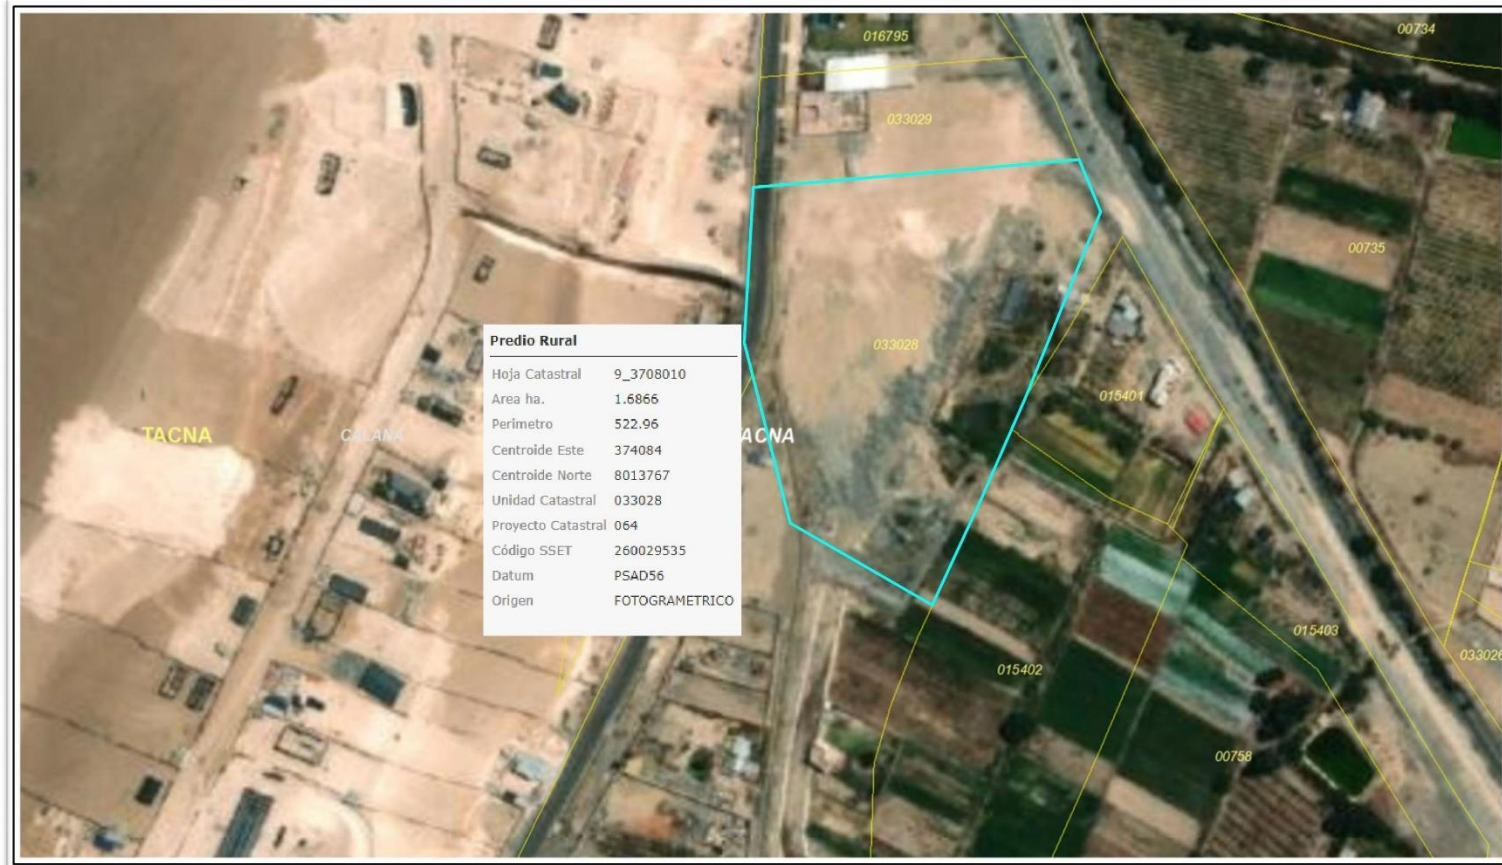 00734
016795
033029
00735
Predio Rural
033028
Hoja Catastral 9_3708010
Area ha. 1.6866
015401
Perimetro 522.96
TACNA
CALANA
TACNA
Centroide Este 374084
Centroide Norte 8013767
Unidad Catastral 033028
Proyecto Catastral 064
Código SSET 260029535
Datum PSAD56
Origen FOTOGRAMETRICO
015403
033026
015402
00758